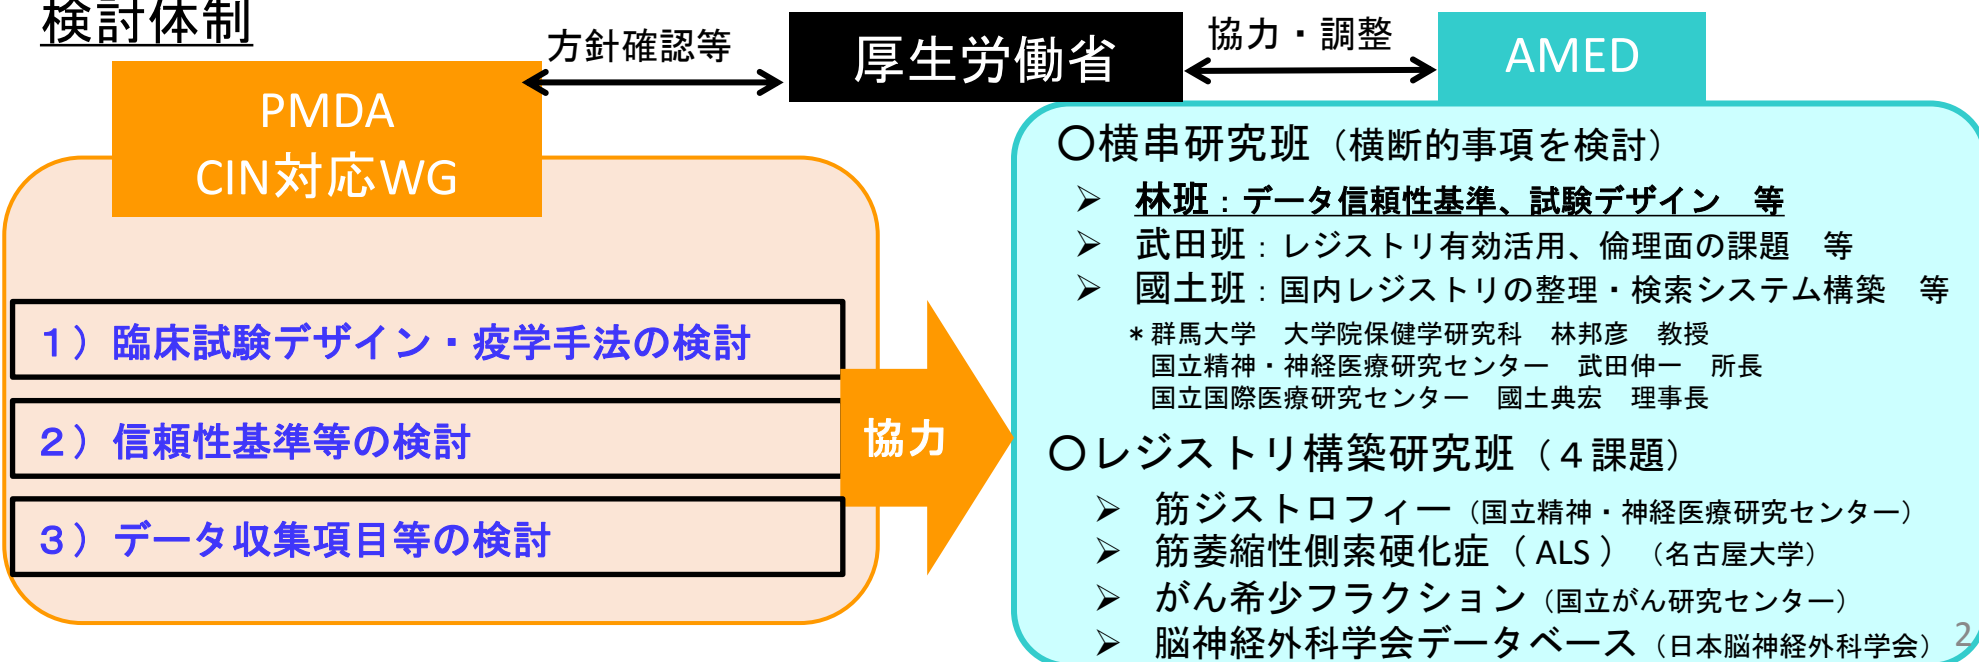 検討体制
方針確認等
厚生労働省
協力・調整
AMED
PMDA
CIN対応WG
1）臨床試験デザイン・疫学手法の検討
2）信頼性基準等の検討
3）データ収集項目等の検討
協力
〇横串研究班（横断的事項を検討）
➢ 林班：データ信頼性基準、試験デザイン　等
➢ 武田班：レジストリ有効活用、倫理面の課題　等
➢ 國土班：国内レジストリの整理・検索システム構築　等
＊群馬大学　大学院保健学研究科　林邦彦　教授
国立精神・神経医療研究センター　武田伸一　所長
国立国際医療研究センター　國土典宏　理事長
〇レジストリ構築研究班（４課題）
➢ 筋ジストロフィー（国立精神・神経医療研究センター）
➢ 筋萎縮性側索硬化症（ALS）（名古屋大学）
➢ がん希少フラクション（国立がん研究センター）
➢ 脳神経外科学会データベース（日本脳神経外科学会）
2